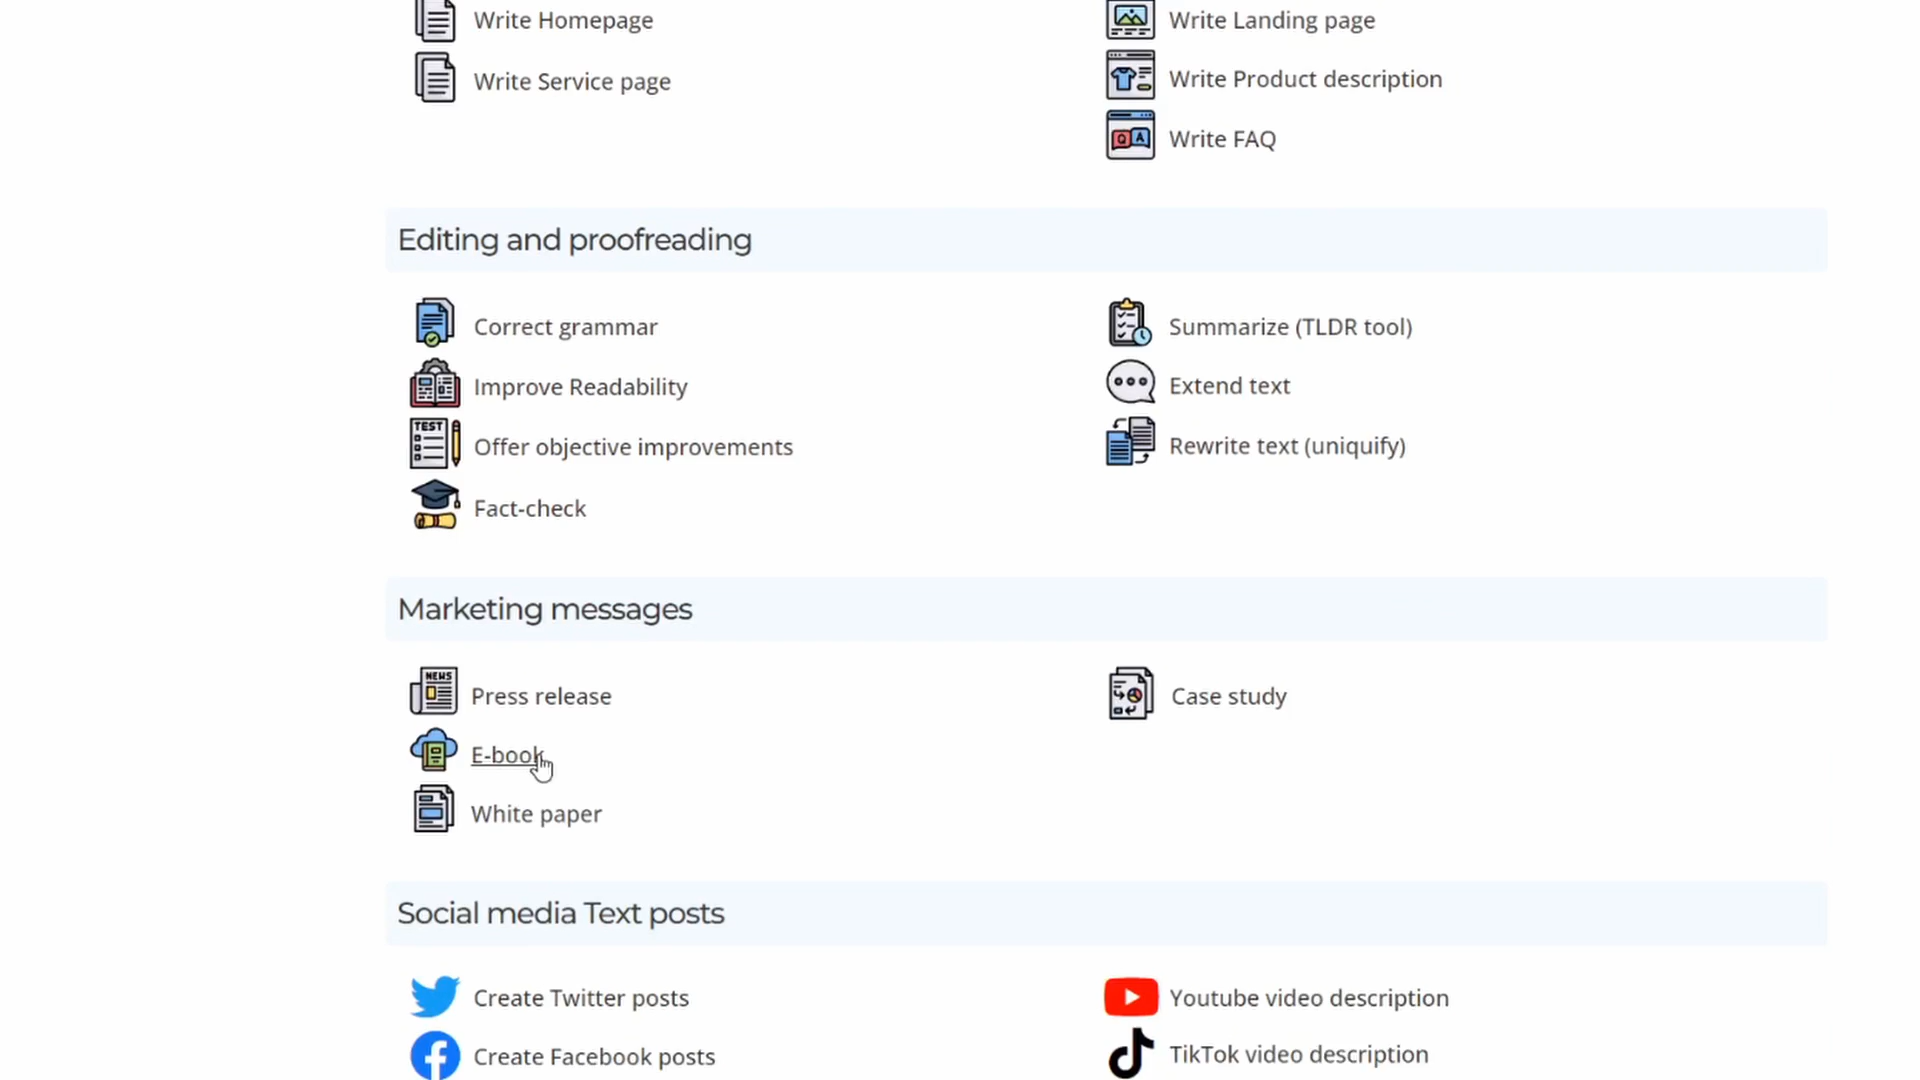 Write Homepage
Write Landing page
Write Service page
Write Product description
Q A
Write FAQ
Editing and proofreading
Correct grammar
Summarize (TLDR tool)
Improve Readability
Extend text
TEST
Offer objective improvements
Rewrite text (uniquify)
Fact-check
Marketing messages
NEWS
Press release
Case study
E-book
White paper
Social media Text posts
Create Twitter posts
Youtube video description
Create Facebook posts
TikTok video description